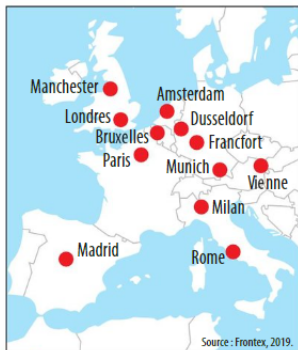 Manchester
Amsterdam
Londres
Dusseldorf
Bruxelles
Francfort
Paris
Munich
Vienne
Milan
Madrid
Rome
Source : Frontex, 2019.